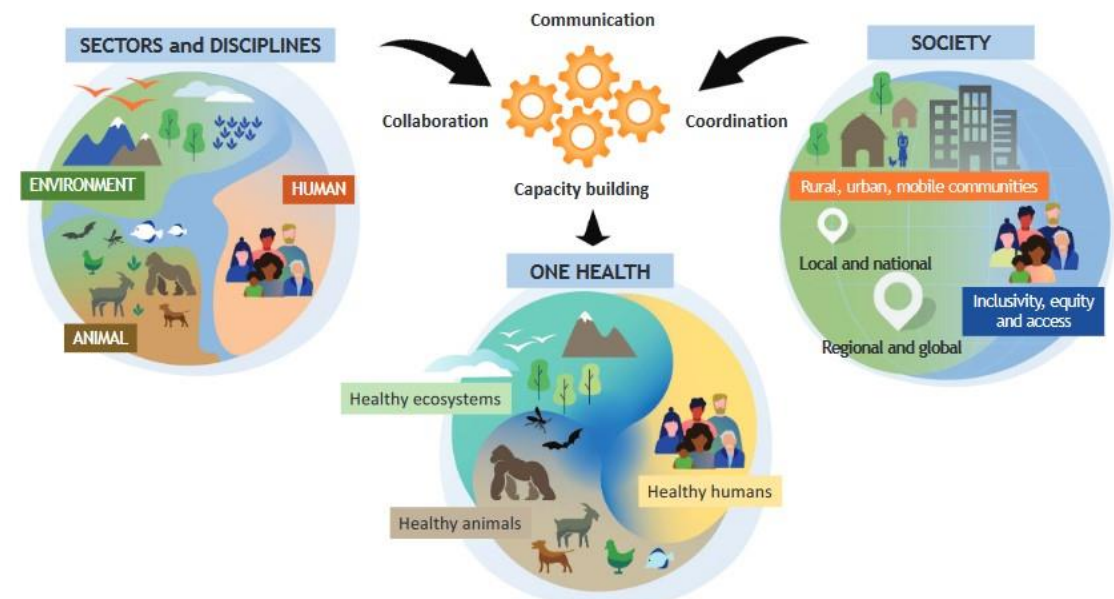 Communication
SECTORS and DISCIPLINES
SOCIETY
Collaboration
Coordination
ENVIRONMENT
HUMAN
Capacity building
Rural, urban, mobile communities
Local and national
ONE HEALTH
Inclusivity, equity
and access
ANIMAL
Regional and global
Healthy ecosystems
Healthy humans
Healthy animals